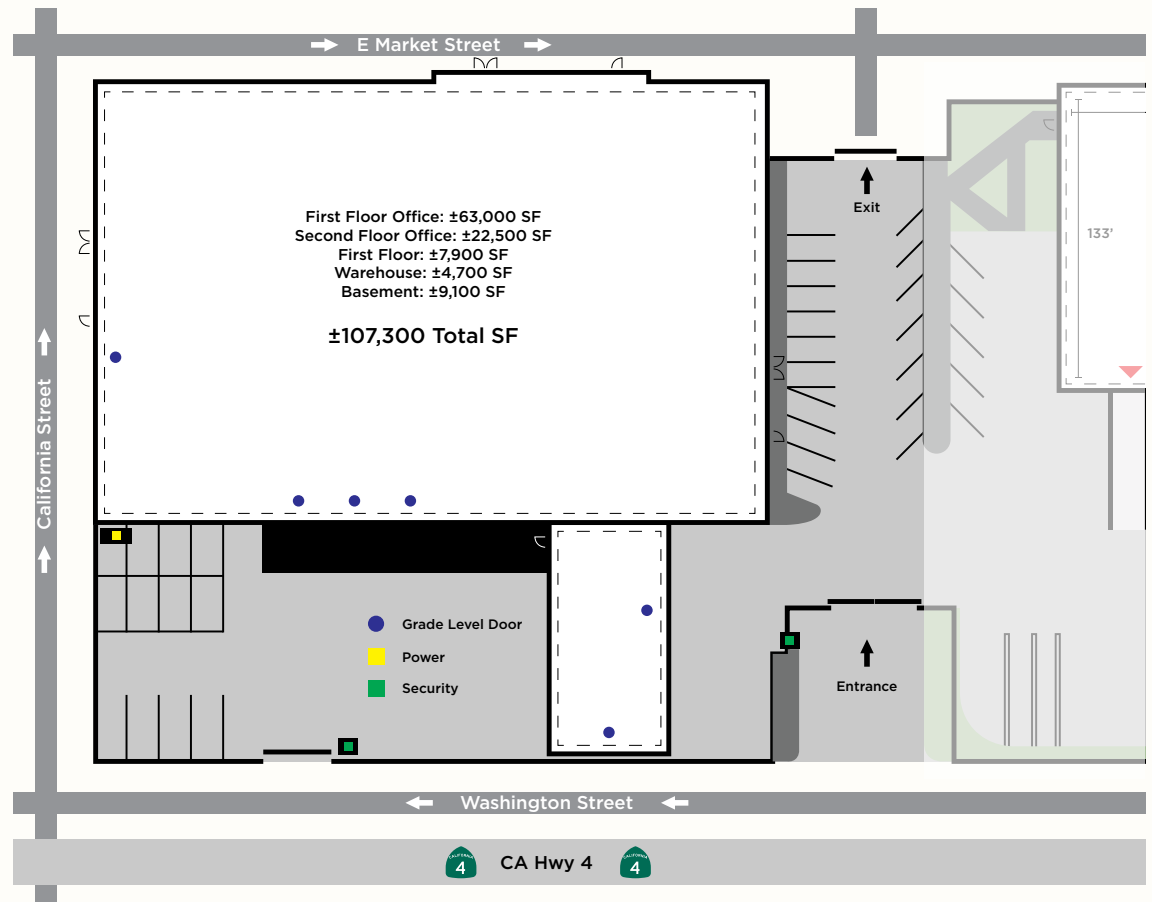 E Market Street
First Floor Office: ±63,000 SF
Second Floor Office: ±22,500 SF
First Floor: ±7,900 SF
Warehouse: ±4,700 SF
Basement: ±9,100 SF
±107,300 Total SF
Exit
133’
California Street
Grade Level Door
Power
Security
Entrance
Washington Street
CALIFORNIA
4
CA Hwy 4
CALIFORNIA
4